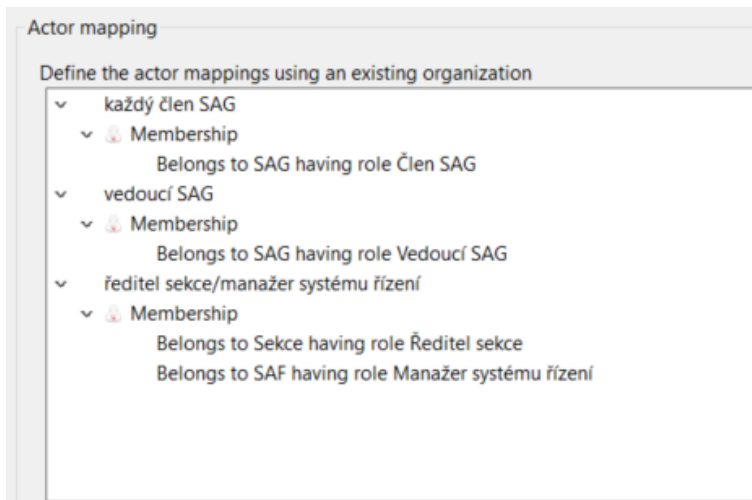 Actor mapping
Define the actor mappings using an existing organization
každý člen SAG
Membership
Belongs to SAG having role Člen SAG
vedoucí SAG
Membership
Belongs to SAG having role Vedoucí SAG
ředitel sekce/manažer systému řízení
Membership
Belongs to Sekce having role Ředitel sekce
Belongs to SAF having role Manažer systému řízení